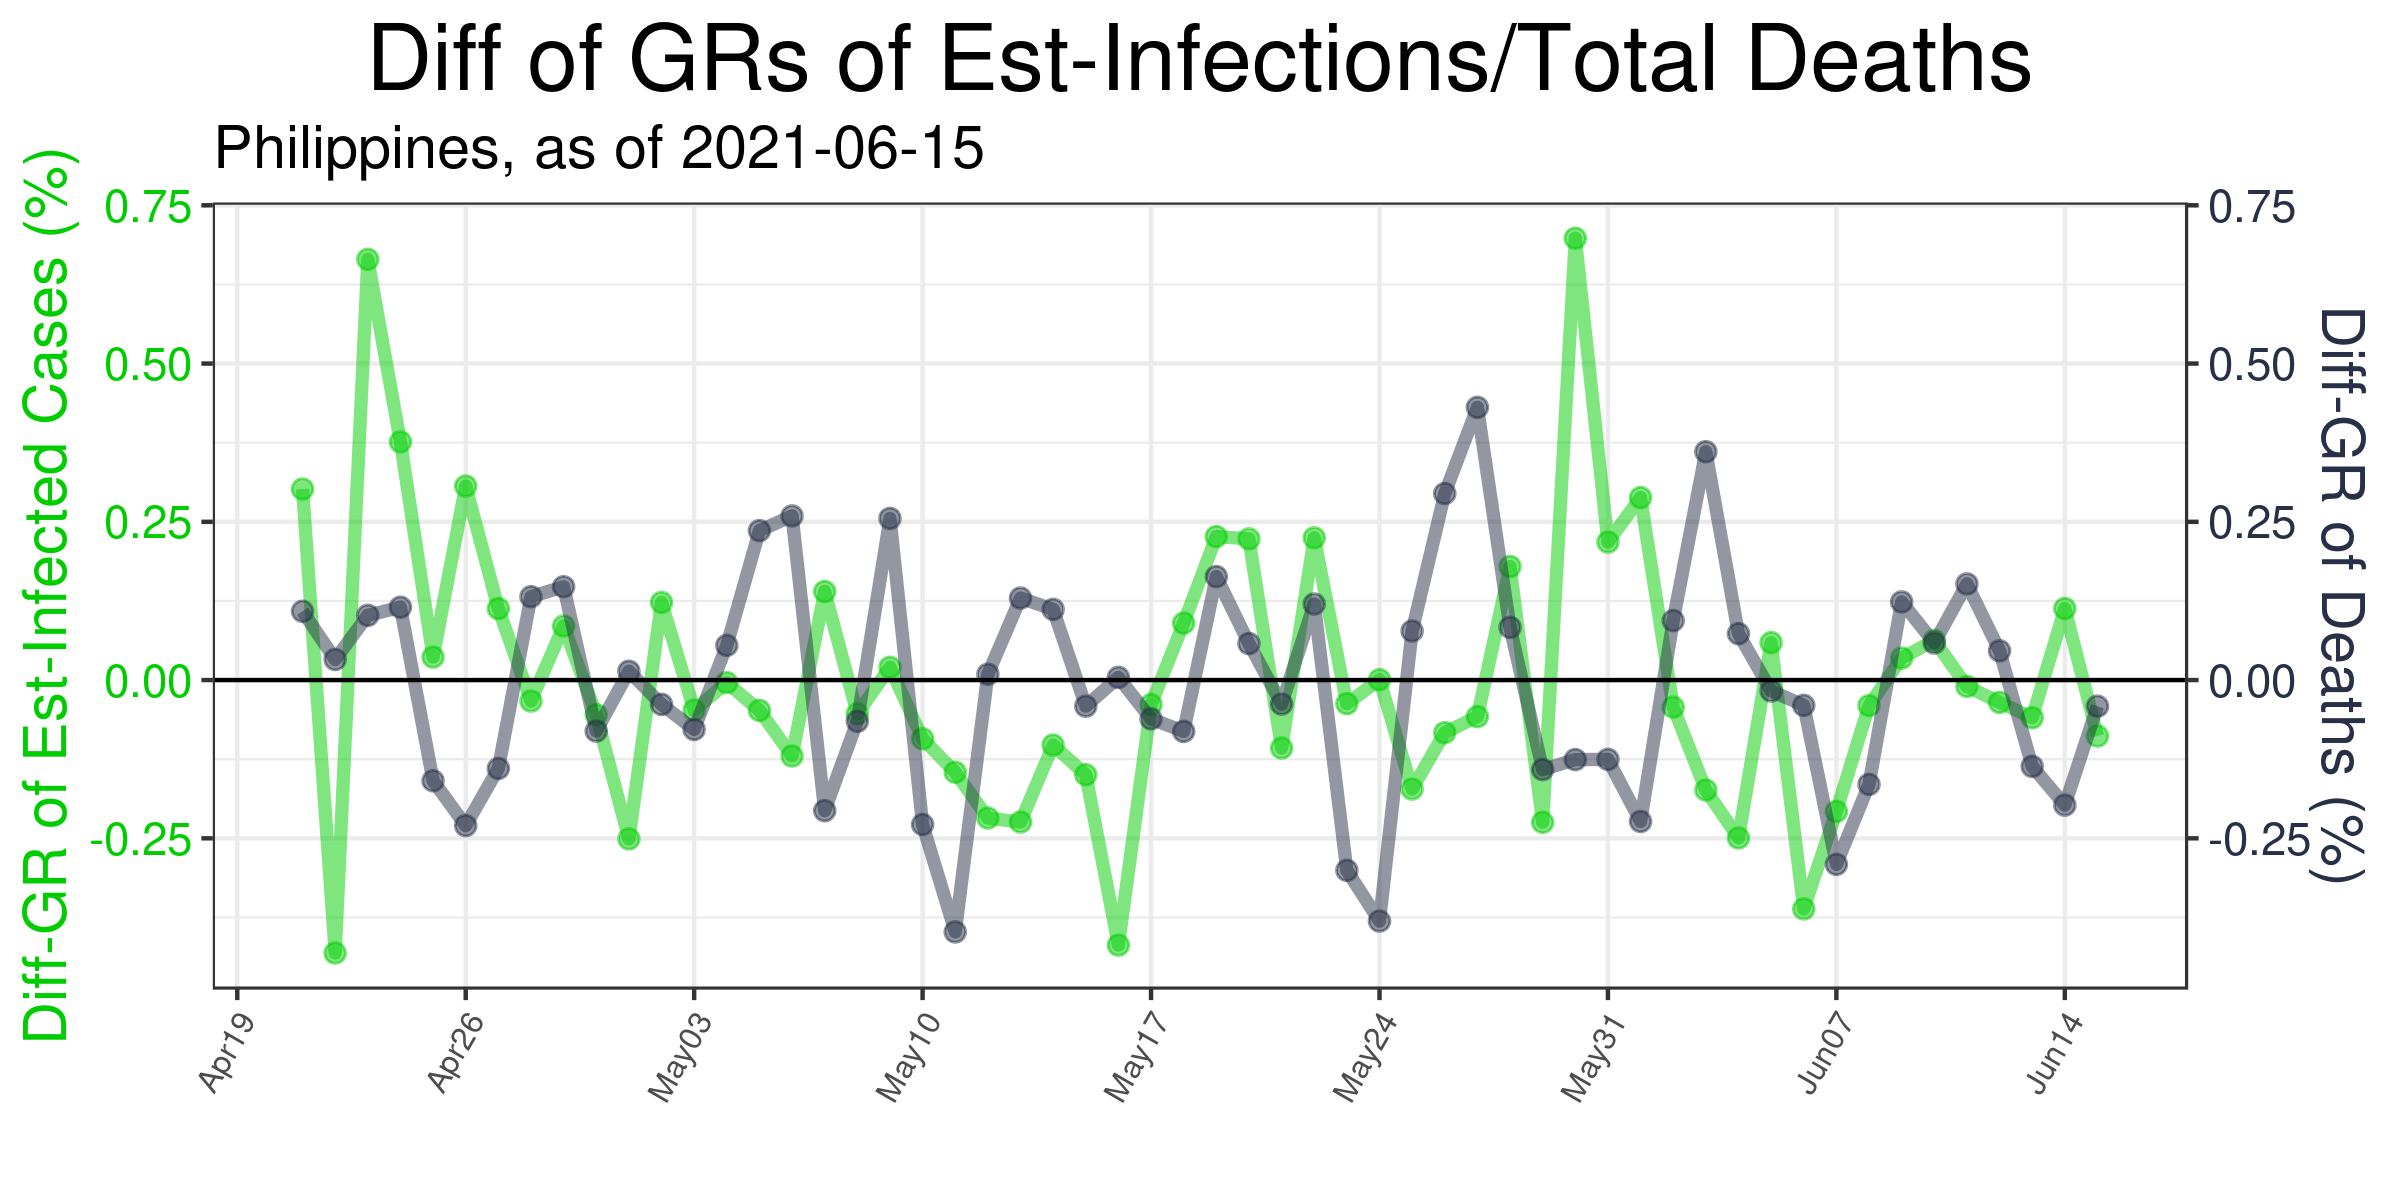 Diff of GRs of Est-Infections/Total Deaths
Philippines, as of 2021-06-15
Diff-GR of Est-Infected Cases (%)
0.75
0.50
0.25
0.00
-0.25
0.75
0.50
0.25
0.00
-0.25
Diff-GR of Deaths (%)
Apr19
Apr26
May03
May10
May17
May24
May31
Jun07
Jun14